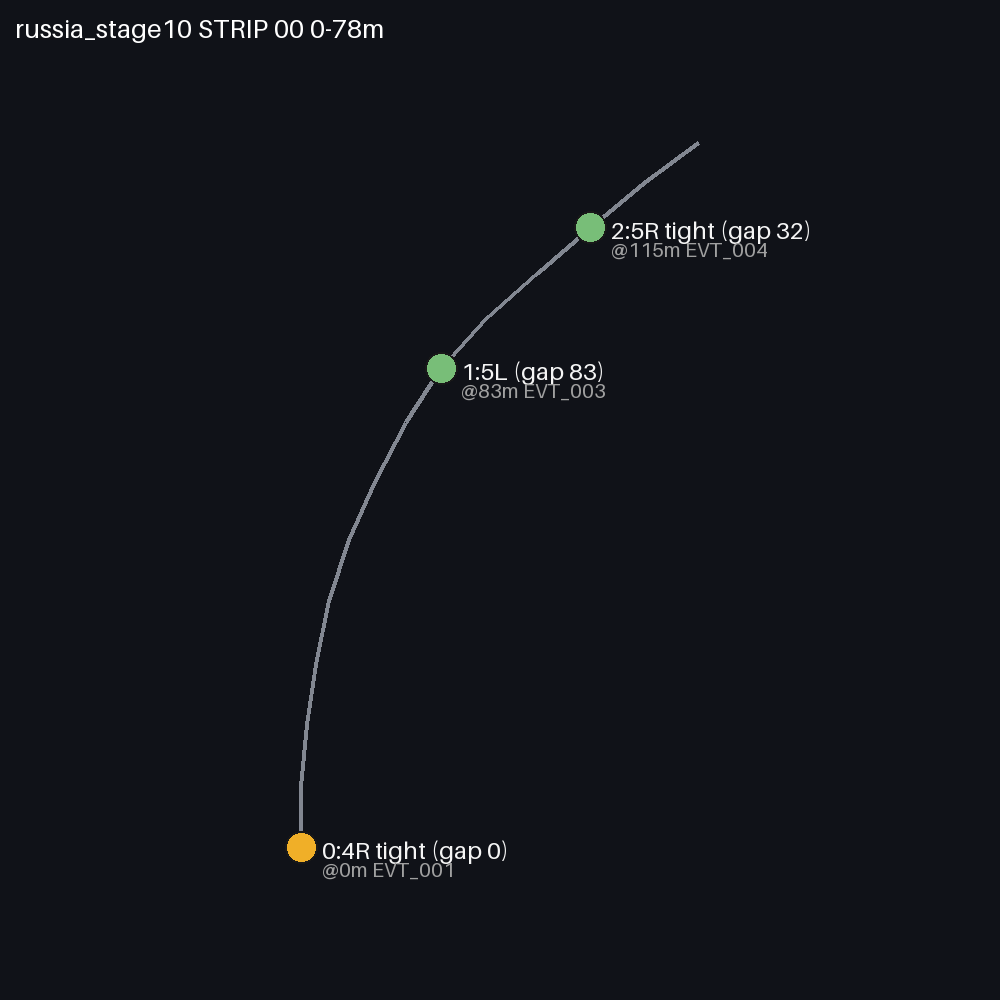 russia_stage10 STRIP 00 0-78m
2:5R tight (gap 32)
@115m EVT_004
1:5L (gap 83)
@83m EVT_003
0:4R tight (gap 0)
@0m EVT_001